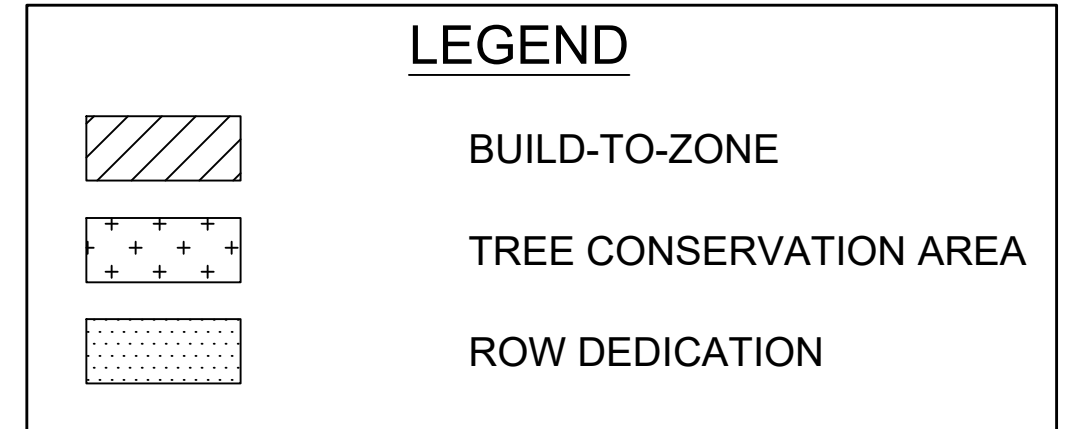 LEGEND
BUILD-TO-ZONE
TREE CONSERVATION AREA
ROW DEDICATION